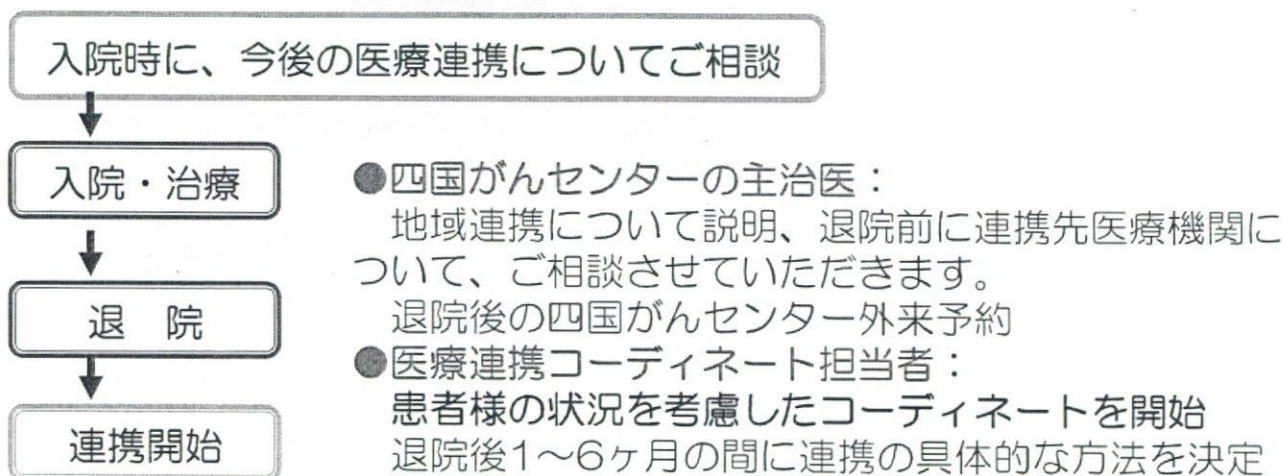 入院時に、今後の医療連携についてご相談
入院・治療
退 院
連携開始
●四国がんセンターの主治医:
地域連携について説明、退院前に連携先医療機関に
ついて、ご相談させていただきます。
退院後の四国がんセンター外来予約
●医療連携コーディネート担当者:
患者様の状況を考慮したコーディネートを開始
退院後1〜6ヶ月の間に連携の具体的な方法を決定